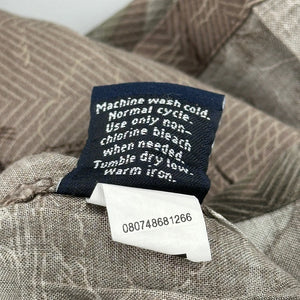 Machine wash cold.
Normal cycle.
Use only non-
chlorine bleach
when needed.
Tumble dry low.
Warm iron.
080748681266